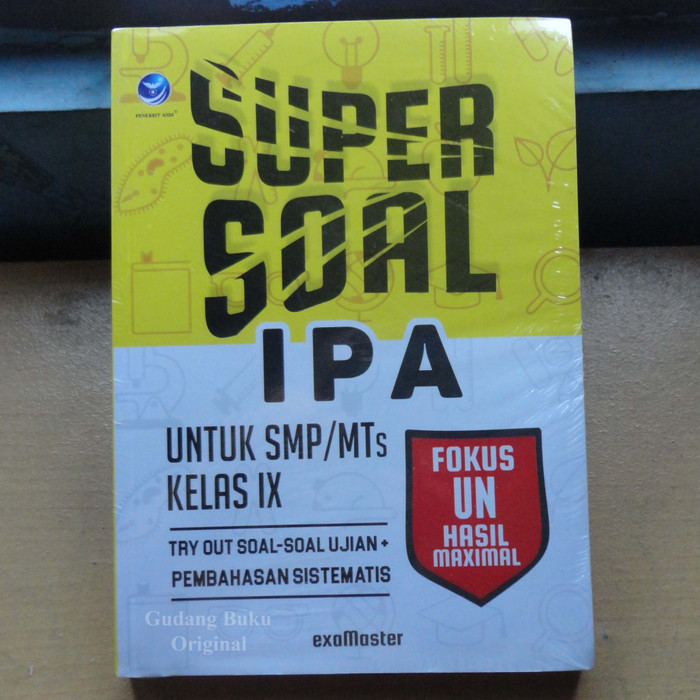 PENERBIT ANDI
SUPER
SOAL
IPA
UNTUK SMP/MTs
KELAS IX
TRY OUT SOAL-SOAL UJIAN +
PEMBAHASAN SISTEMATIS
FOKUS
UN
HASIL
MAXIMAL
Gudang Buku
Original
exaMaster